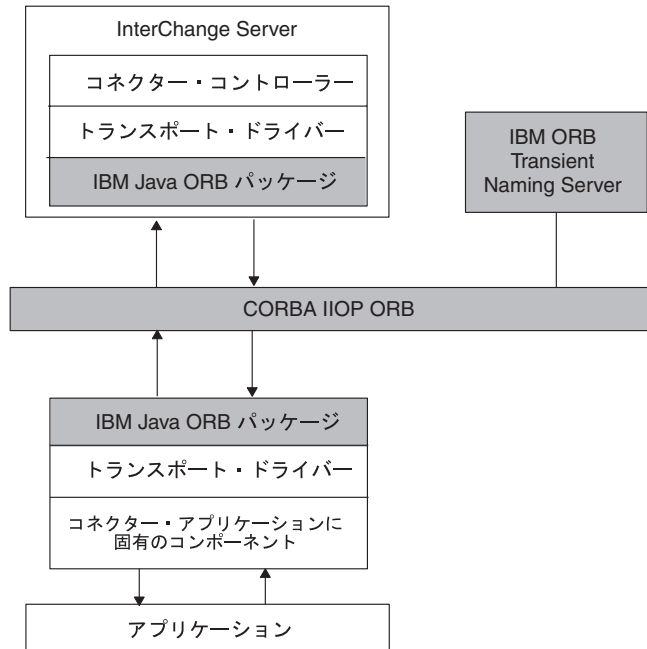 InterChange Server
コネクター・コントローラー
トランスポート・ドライバー
IBM Java ORB パッケージ
IBM ORB
Transient
Naming Server
CORBA IIOP ORB
IBM Java ORB パッケージ
トランスポート・ドライバー
コネクター・アプリケーションに
固有のコンポーネント
アプリケーション